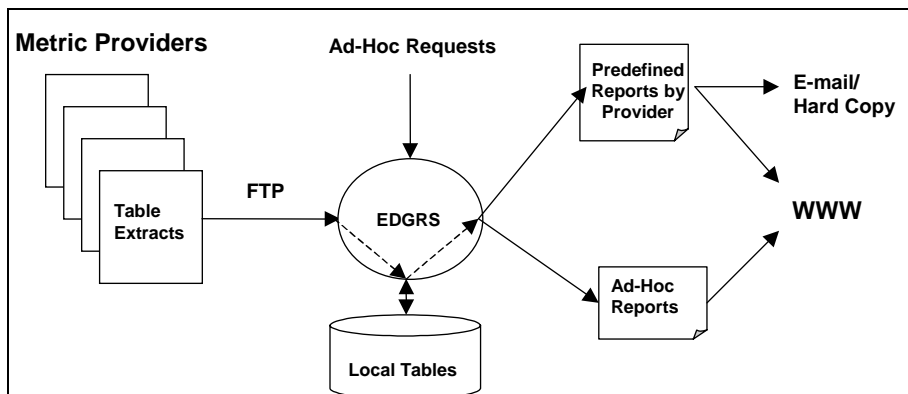 Metric Providers
Ad-Hoc Requests
Predefined
Reports by
Provider
E-mail/
Hard Copy
FTP
Table
Extracts
EDGRS
WWW
Ad-Hoc
Reports
Local Tables